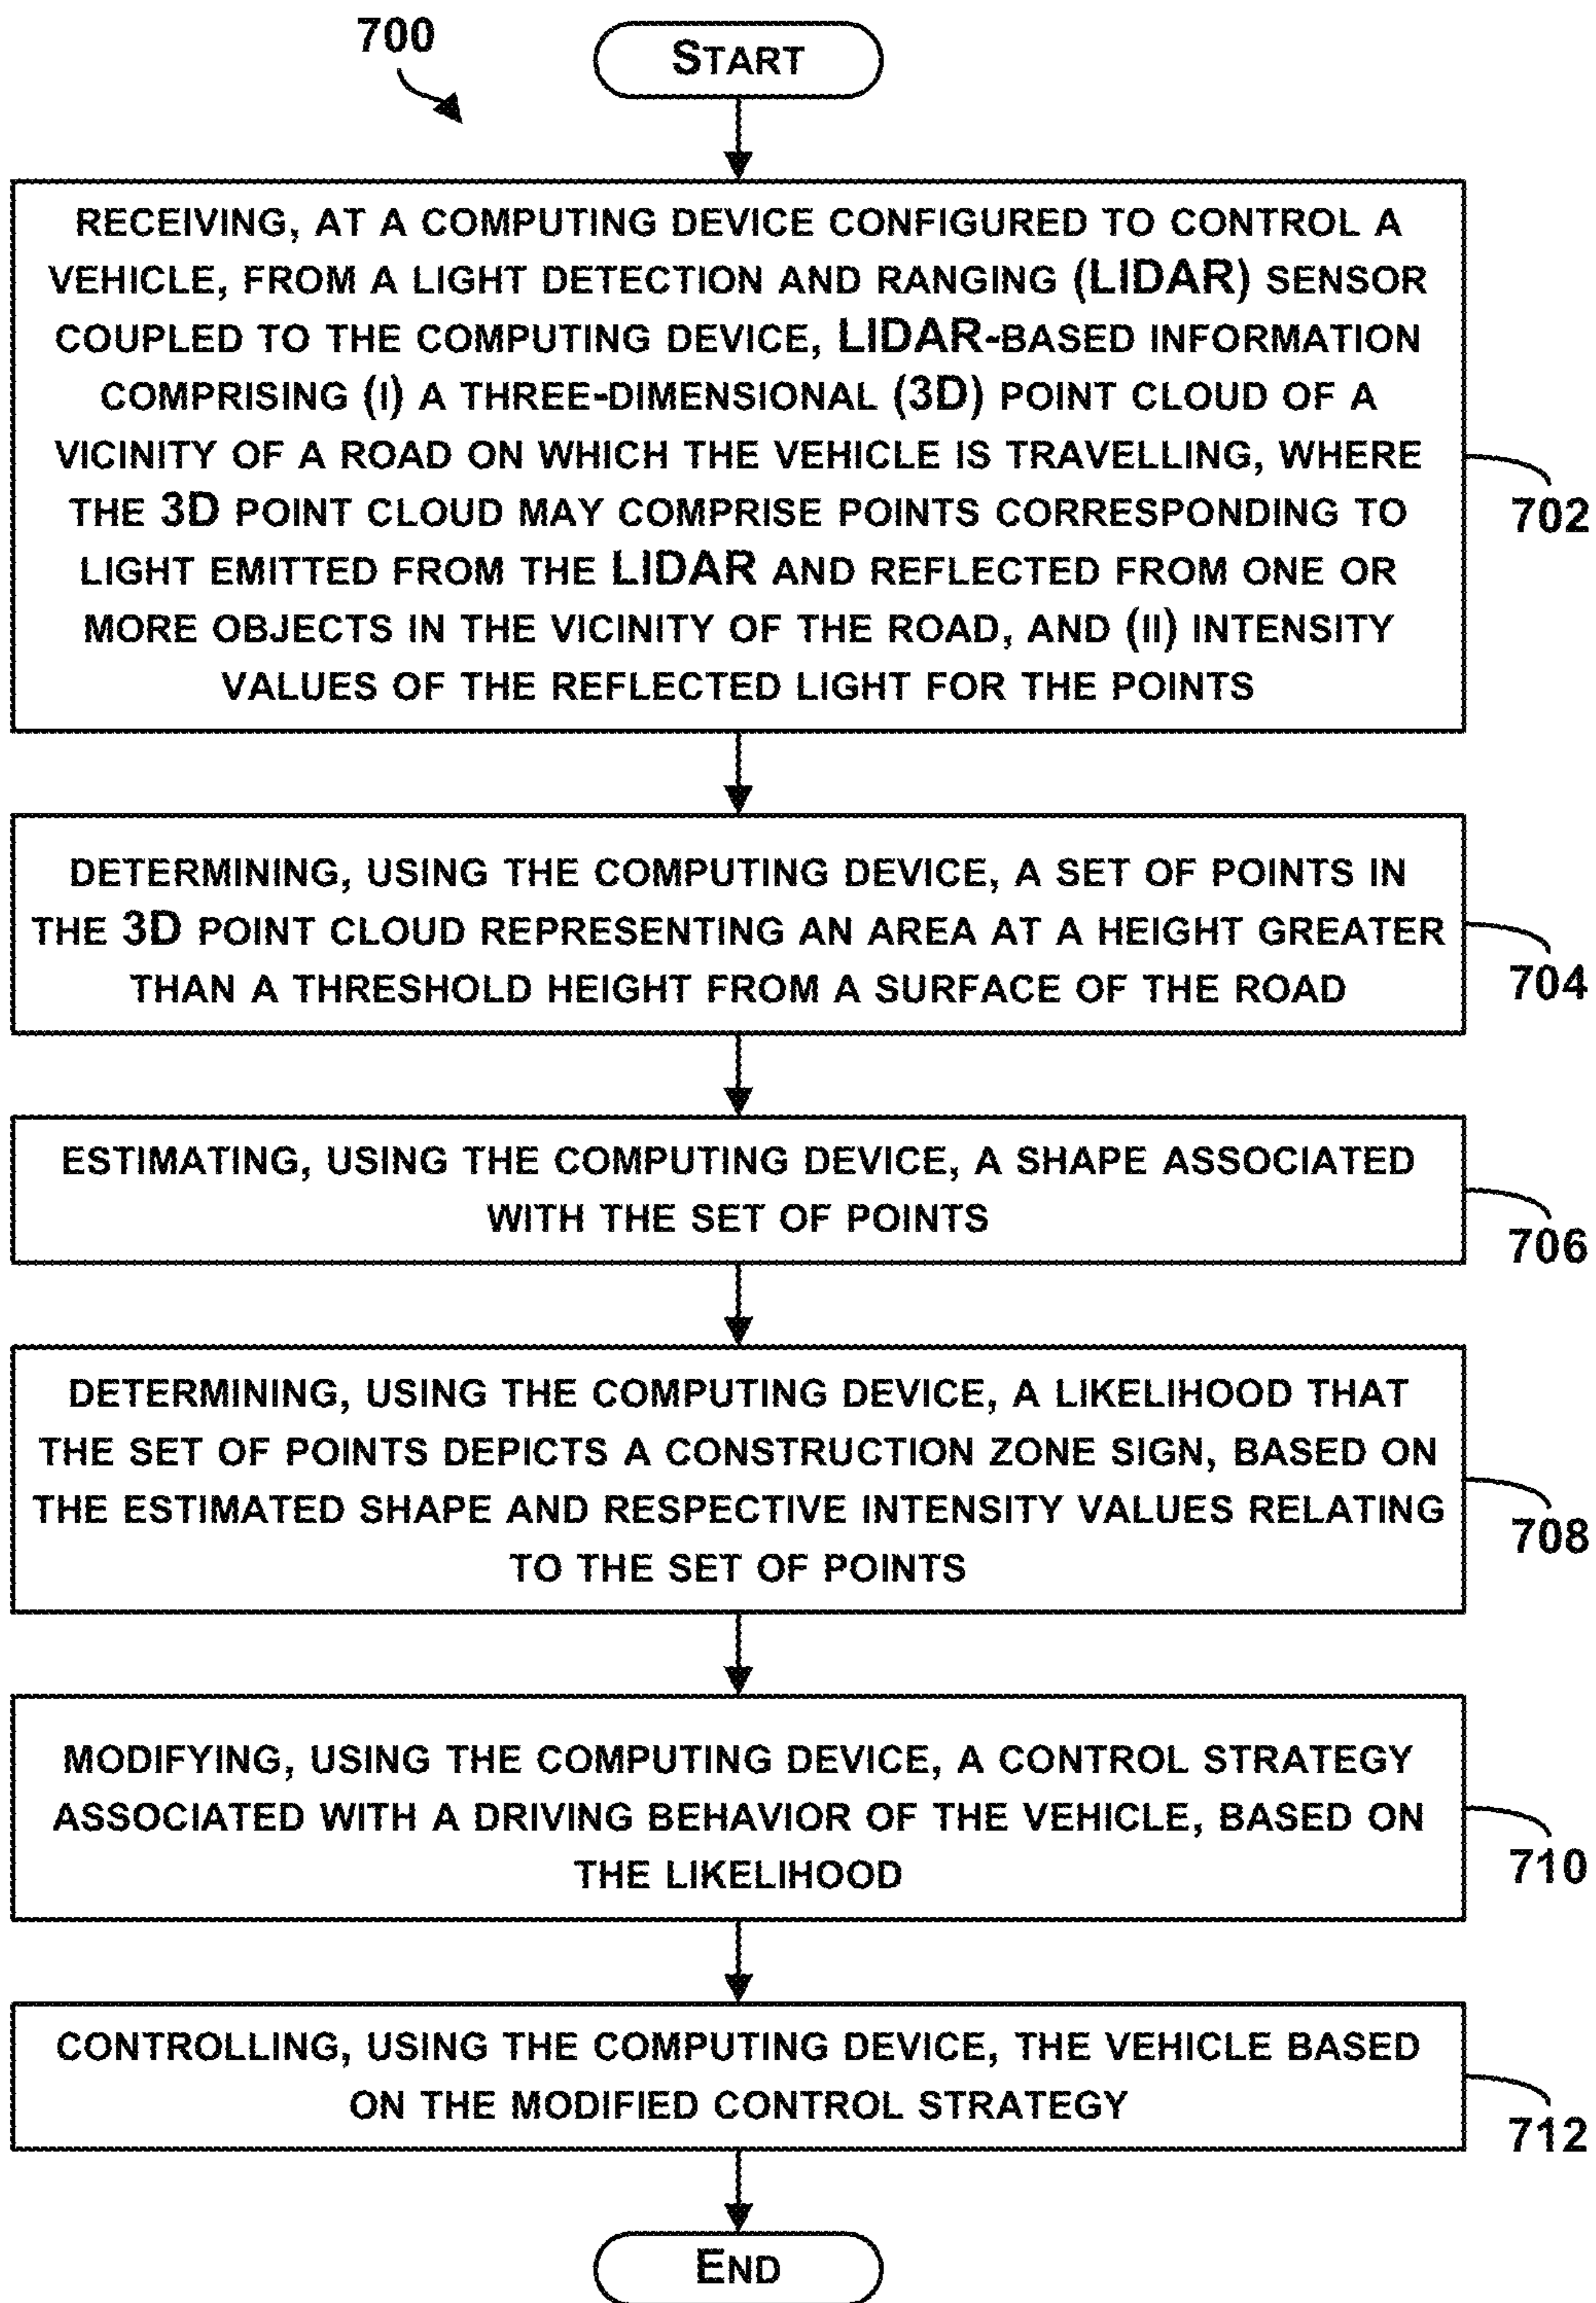 700
START
RECEIVING, AT A COMPUTING DEVICE CONFIGURED TO CONTROL A
VEHICLE, FROM A LIGHT DETECTION AND RANGING (LIDAR) SENSOR
COUPLED TO THE COMPUTING DEVICE, LIDAR-BASED INFORMATION
COMPRISING (I) A THREE-DIMENSIONAL (3D) POINT CLOUD OF A
VICINITY OF A ROAD ON WHICH THE VEHICLE IS TRAVELLING, WHERE
THE 3D POINT CLOUD MAY COMPRISE POINTS CORRESPONDING TO
LIGHT EMITTED FROM THE LIDAR AND REFLECTED FROM ONE OR
MORE OBJECTS IN THE VICINITY OF THE ROAD, AND (II) INTENSITY
VALUES OF THE REFLECTED LIGHT FOR THE POINTS
702
DETERMINING, USING THE COMPUTING DEVICE, A SET OF POINTS IN
THE 3D POINT CLOUD REPRESENTING AN AREA AT A HEIGHT GREATER
THAN A THRESHOLD HEIGHT FROM A SURFACE OF THE ROAD
704
ESTIMATING, USING THE COMPUTING DEVICE, A SHAPE ASSOCIATED
WITH THE SET OF POINTS
706
DETERMINING, USING THE COMPUTING DEVICE, A LIKELIHOOD THAT
THE SET OF POINTS DEPICTS A CONSTRUCTION ZONE SIGN, BASED ON
THE ESTIMATED SHAPE AND RESPECTIVE INTENSITY VALUES RELATING
TO THE SET OF POINTS
708
MODIFYING, USING THE COMPUTING DEVICE, A CONTROL STRATEGY
ASSOCIATED WITH A DRIVING BEHAVIOR OF THE VEHICLE, BASED ON
THE LIKELIHOOD
710
CONTROLLING, USING THE COMPUTING DEVICE, THE VEHICLE BASED
ON THE MODIFIED CONTROL STRATEGY
712
END